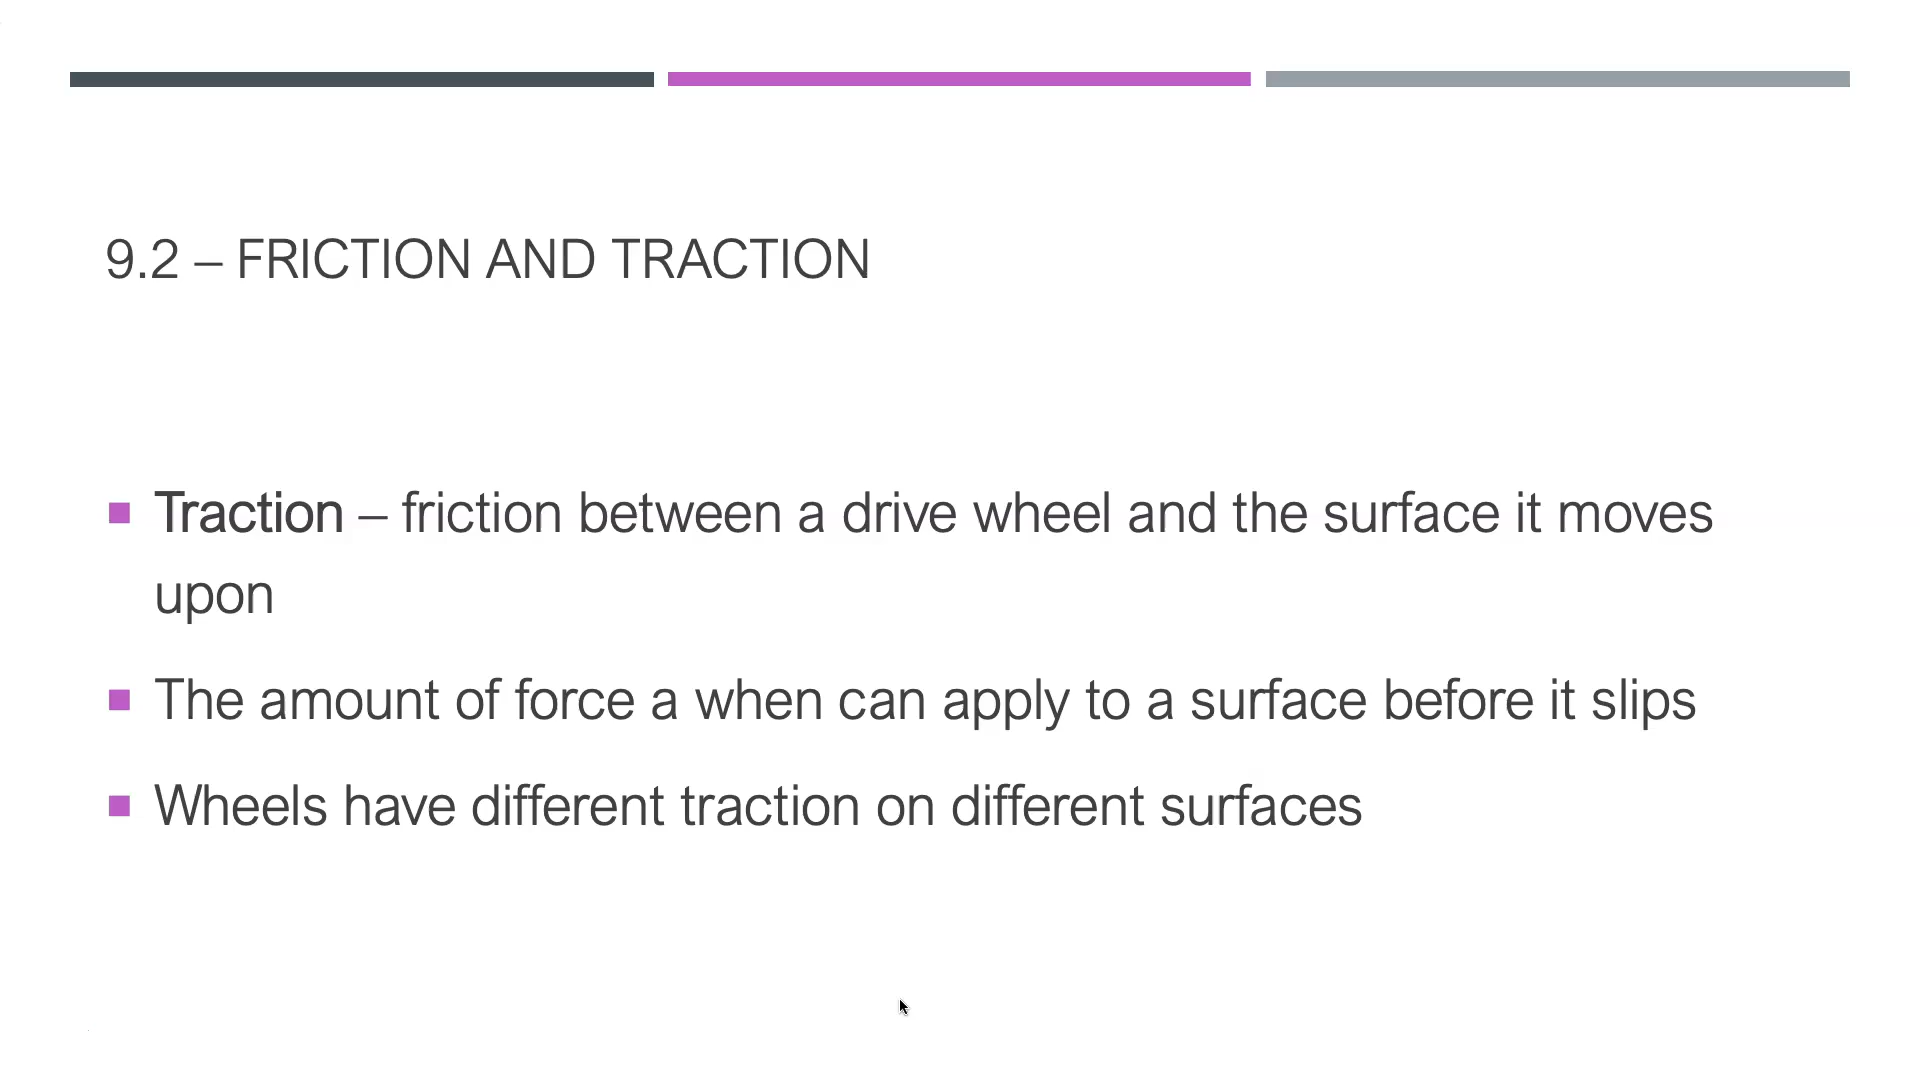 9.2 – FRICTION AND TRACTION
Traction – friction between a drive wheel and the surface it moves
upon
The amount of force a when can apply to a surface before it slips
Wheels have different traction on different surfaces